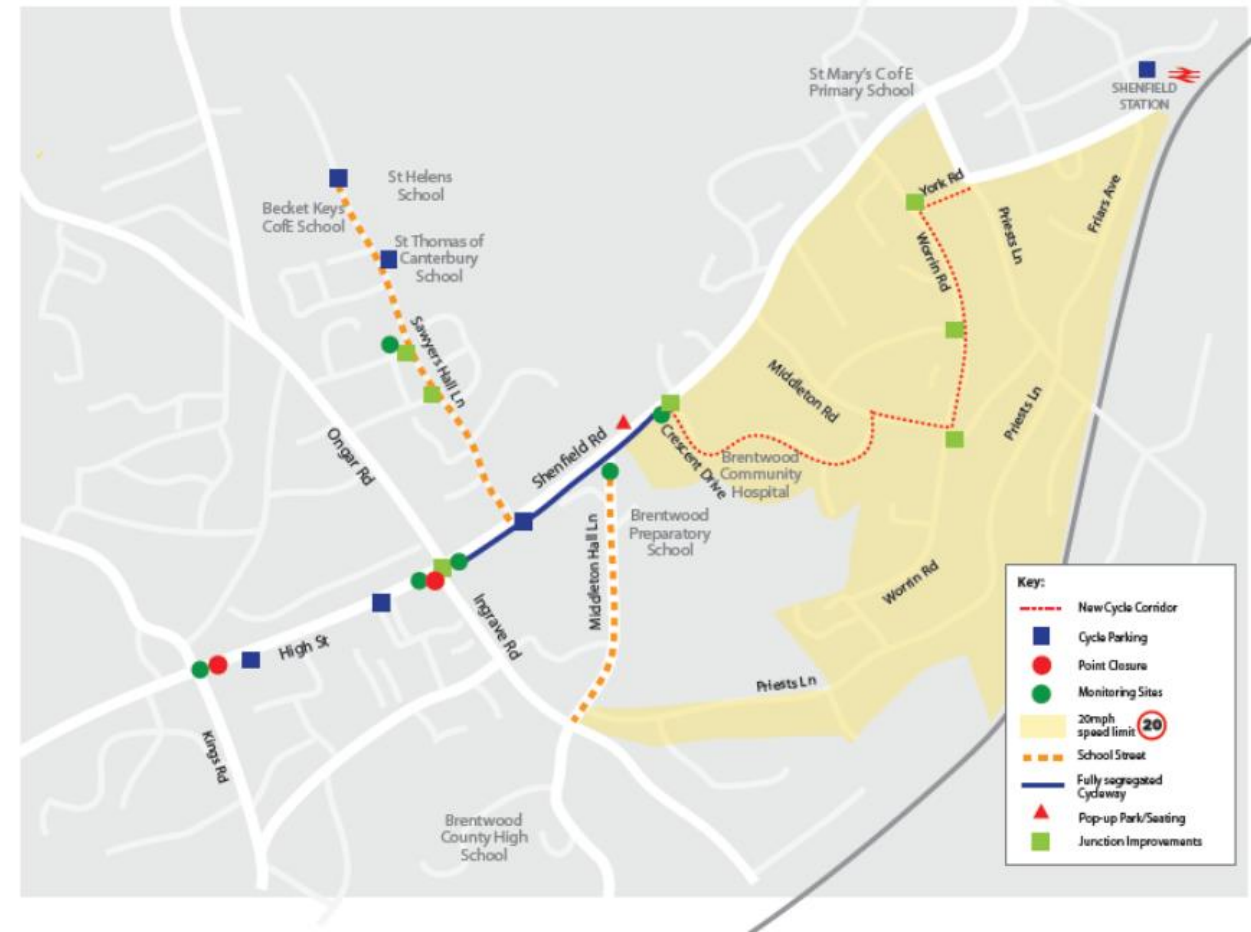 St Mary's C of E
Primary School
SHENFIELD
STATION
St Helens
School
Becket Keys
CofE School
St Thomas of
Canterbury
School
York Rd
Worrin Rd
Priests Ln
Friars Ave
Sawyers Hall Ln
Middleton Rd
Priests Ln
Ongar Rd
Shenfield Rd
Crescent Drive
Brentwood
Community
Hospital
Brentwood
Preparatory
School
Middleton Hall Ln
Worrin Rd
Ingrave Rd
High St
Priests Ln
Kings Rd
Brentwood
County High
School
Key:
New Cycle Corridor
Cycle Parking
Point Closure
Monitoring Sites
20mph
speed limit 20
School Street
Fully segregated
Cycleway
Pop-up Park/Seating
Junction Improvements